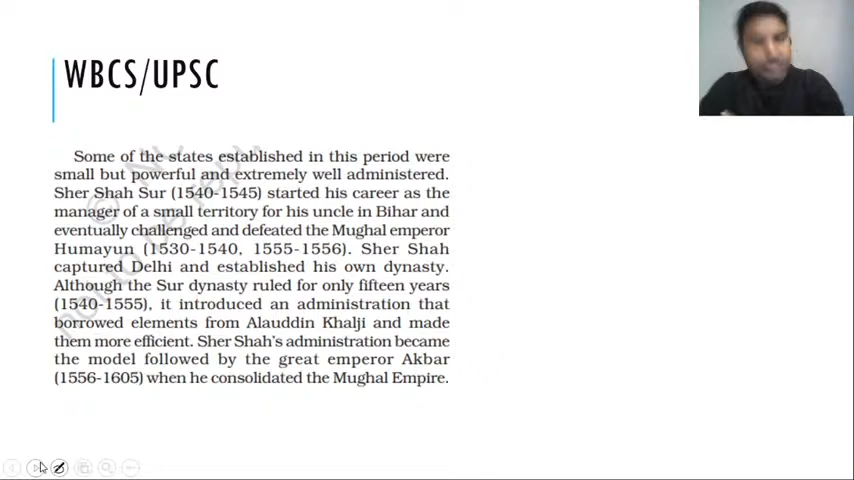 WBCS/UPSC
Some of the states established in this period were
small but powerful and extremely well administered.
Sher Shah Sur (1540-1545) started his career as the
manager of a small territory for his uncle in Bihar and
eventually challenged and defeated the Mughal emperor
Humayun (1530-1540, 1555-1556). Sher Shah
captured Delhi and established his own dynasty.
Although the Sur dynasty ruled for only fifteen years
(1540-1555), it introduced an administration that
borrowed elements from Alauddin Khalji and made
them more efficient. Sher Shah's administration became
the model followed by the great emperor Akbar
(1556-1605) when he consolidated the Mughal Empire.